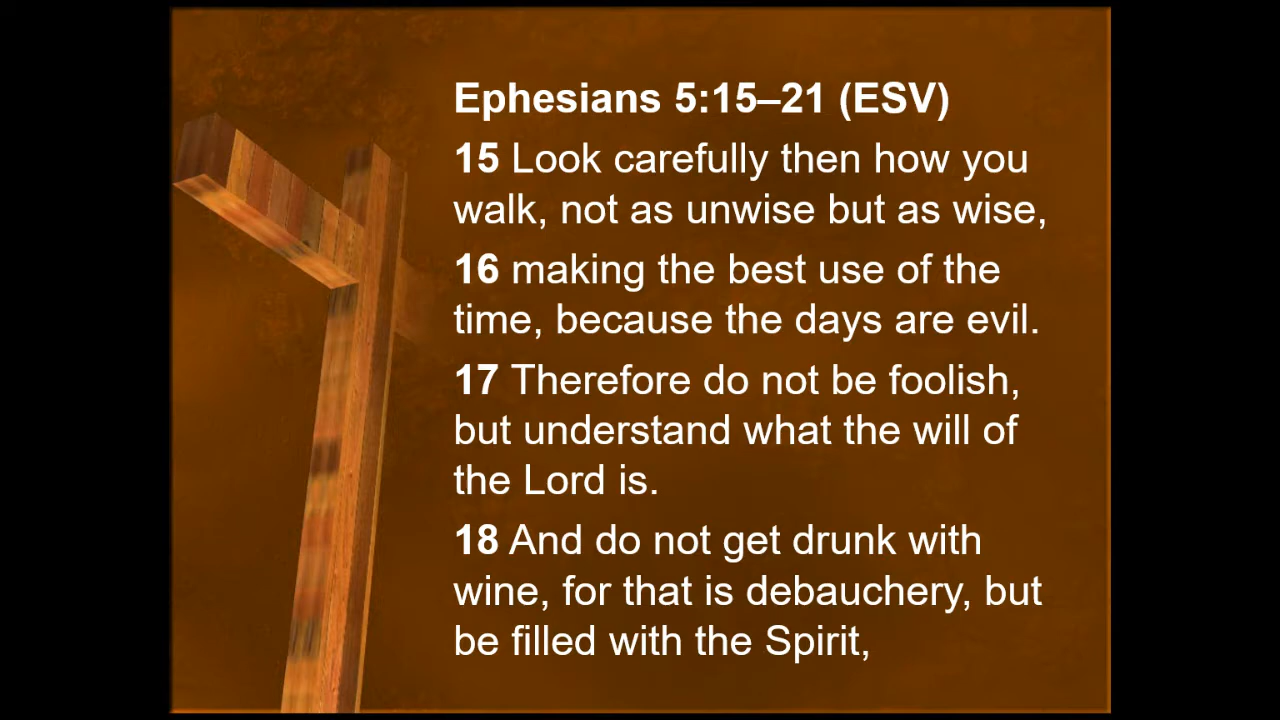 Ephesians 5:15–21 (ESV)
15 Look carefully then how you
walk, not as unwise but as wise,
16 making the best use of the
time, because the days are evil.
17 Therefore do not be foolish,
but understand what the will of
the Lord is.
18 And do not get drunk with
wine, for that is debauchery, but
be filled with the Spirit,